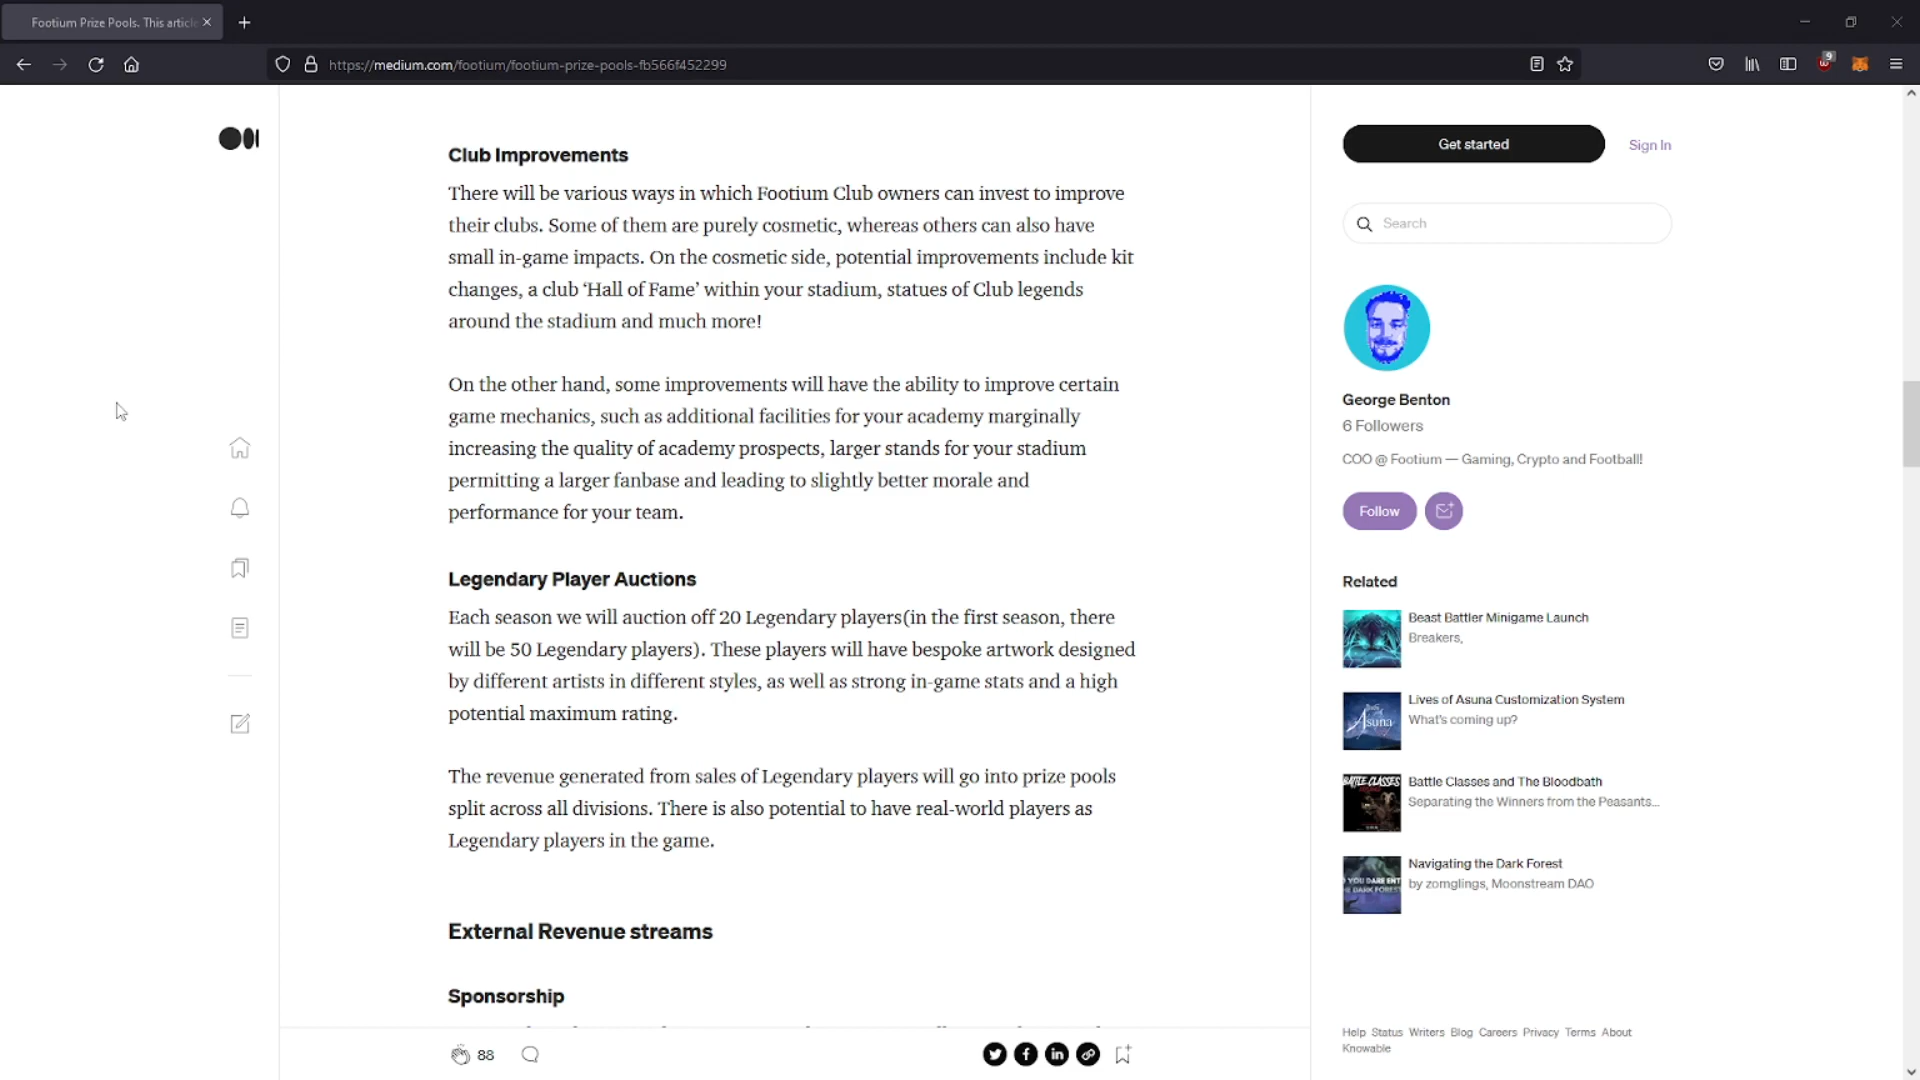 Footium Prize Pools. This article
https://medium.com/footium/footium-prize-pools-fb566f452299
9
Club Improvements
There will be various ways in which Footium Club owners can invest to improve
their clubs. Some of them are purely cosmetic, whereas others can also have
small in-game impacts. On the cosmetic side, potential improvements include kit
changes, a club ‘Hall of Fame’ within your stadium, statues of Club legends
around the stadium and much more!
On the other hand, some improvements will have the ability to improve certain
game mechanics, such as additional facilities for your academy marginally
increasing the quality of academy prospects, larger stands for your stadium
permitting a larger fanbase and leading to slightly better morale and
performance for your team.
Legendary Player Auctions
Each season we will auction off 20 Legendary players(in the first season, there
will be 50 Legendary players). These players will have bespoke artwork designed
by different artists in different styles, as well as strong in-game stats and a high
potential maximum rating.
The revenue generated from sales of Legendary players will go into prize pools
split across all divisions. There is also potential to have real-world players as
Legendary players in the game.
External Revenue streams
Sponsorship
88
Get started
Sign In
Search
George Benton
6 Followers
COO @ Footium — Gaming, Crypto and Football!
Follow
Related
Beast Battler Minigame Launch
Breakers,
Asuna
Lives of Asuna Customization System
What's coming up?
BATTLE CLASSES
Battle Classes and The Bloodbath
Separating the Winners from the Peasants...
YOU DARE ENT
HE DARK FOREST
Navigating the Dark Forest
by zomglings, Moonstream DAO
Help Status Writers Blog Careers Privacy Terms About
Knowable